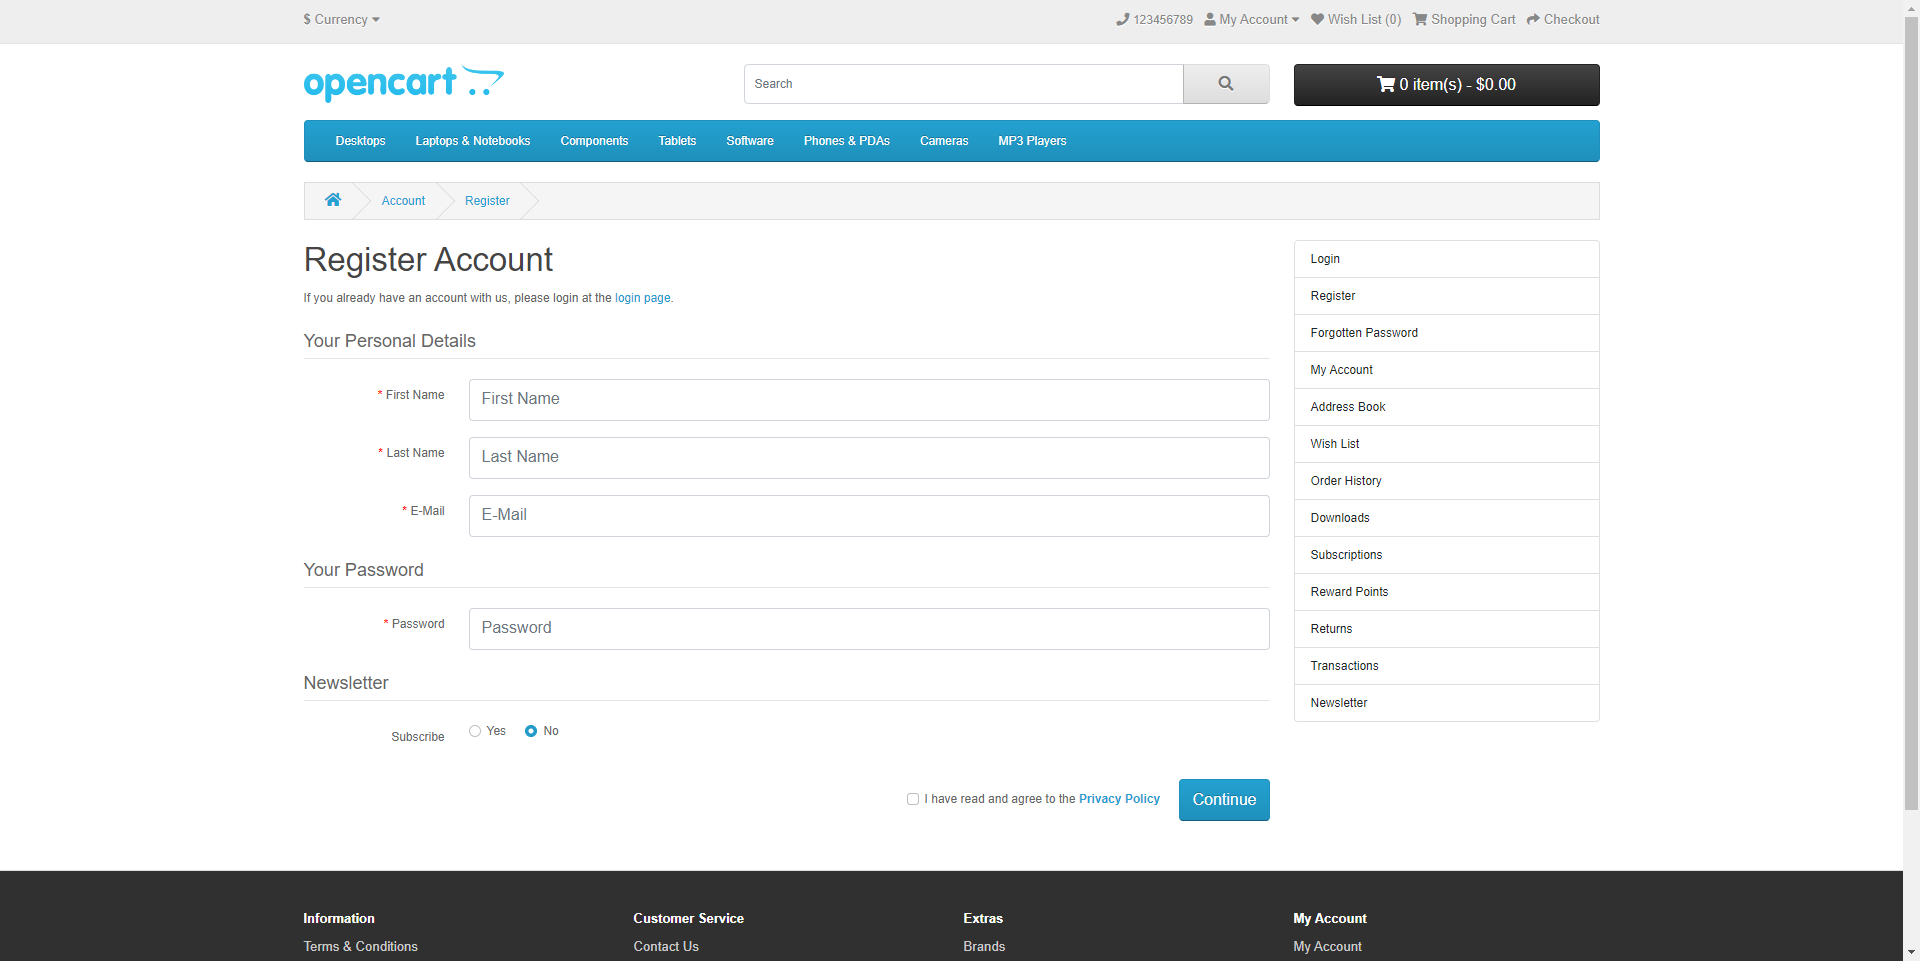 $ Currency
123456789 My Account Wish List (0) Shopping Cart Checkout
opencart
Search
0 item(s) - $0.00
Desktops Laptops & Notebooks Components Tablets Software Phones & PDAs Cameras MP3 Players
Account Register
Register Account
If you already have an account with us, please login at the login page.
Your Personal Details
* First Name
First Name
* Last Name
Last Name
* E-Mail
E-Mail
Your Password
* Password
Password
Newsletter
Subscribe
Yes No
I have read and agree to the Privacy Policy
Continue
Login
Register
Forgotten Password
My Account
Address Book
Wish List
Order History
Downloads
Subscriptions
Reward Points
Returns
Transactions
Newsletter
Information
Terms & Conditions
Customer Service
Contact Us
Extras
Brands
My Account
My Account